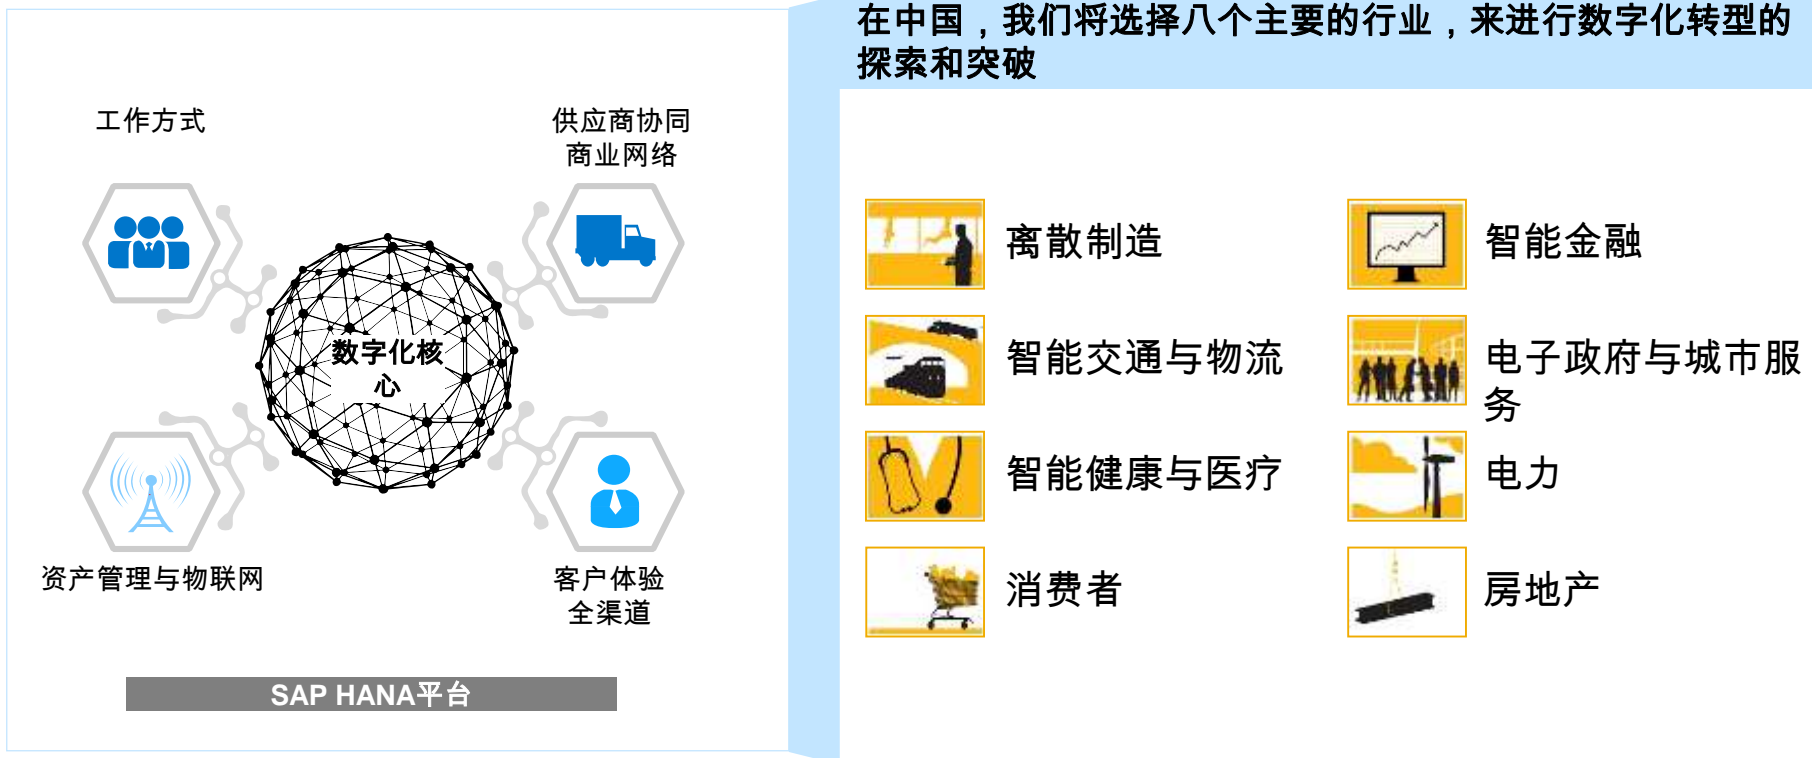 工作方式
供应商协同
商业网络
数字化核
心
资产管理与物联网
客户体验
全渠道
SAP HANA平台
在中国，我们将选择八个主要的行业，来进行数字化转型的
探索和突破
离散制造
智能金融
智能交通与物流
电子政府与城市服
务
智能健康与医疗
电力
消费者
房地产